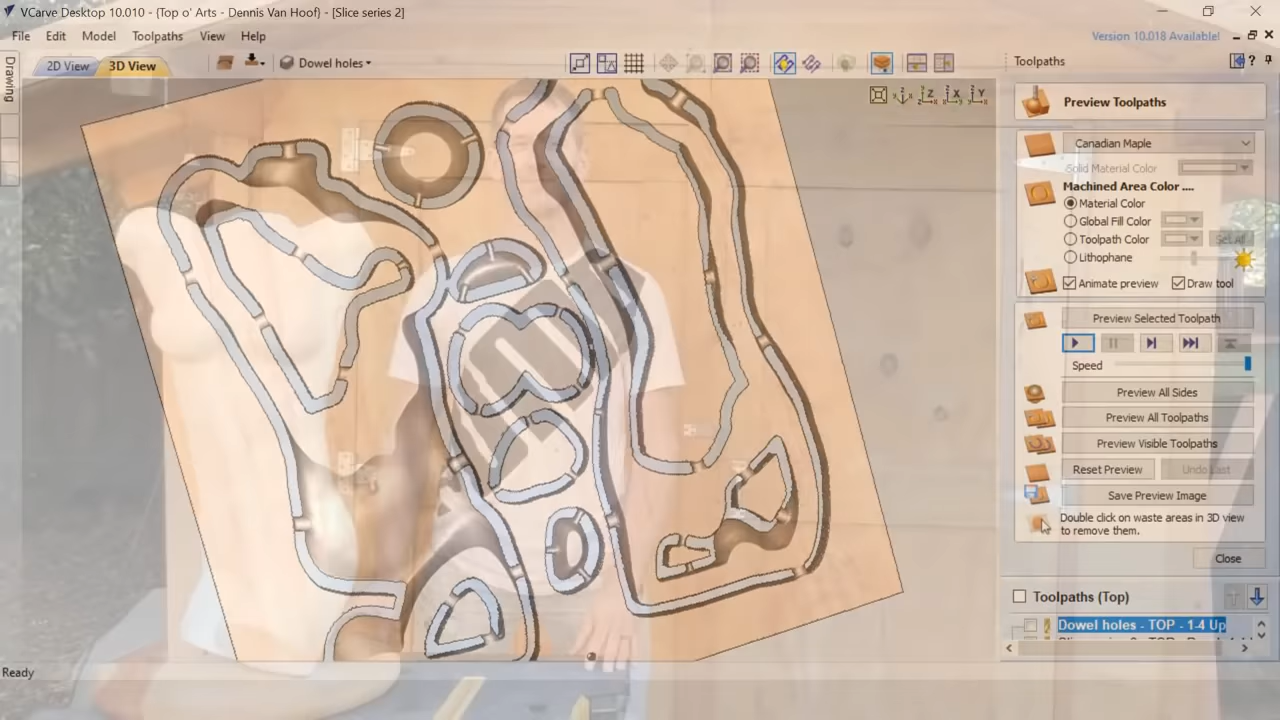 VCarve Desktop 10.010 - {Top o' Arts - Dennis Van Hoof} - [Slice series 2]
File Edit Model Toolpaths View Help
Version 10.018 Available!
Drawing
2D View 3D View
Dowel holes
Toolpaths
Preview Toolpaths
Canadian Maple
Solid Material Color
Machined Area Color ....
Material Color
Global Fill Color
Toolpath Color Set All
Lithophane
Animate preview Draw tool
Preview Selected Toolpath
Speed
Preview All Sides
Preview All Toolpaths
Preview Visible Toolpaths
Reset Preview Undo Last
Save Preview Image
Double click on waste areas in 3D view
to remove them.
Close
Toolpaths (Top)
Dowel holes - TOP - 1-4 Up
Ready